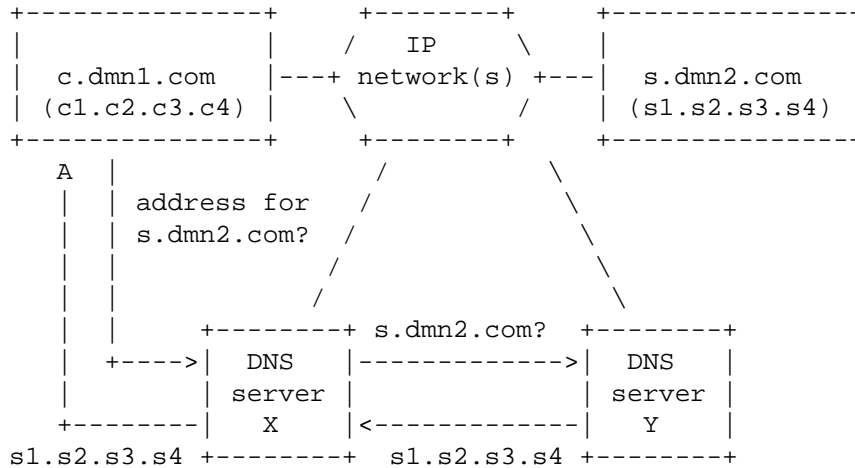 IP
c.dmn1.com network(s) s.dmn2.com
(c1.c2.c3.c4) (s1.s2.s3.s4)
A
address for
s.dmn2.com?
s.dmn2.com?
DNS DNS
server server
X Y
s1.s2.s3.s4 s1.s2.s3.s4